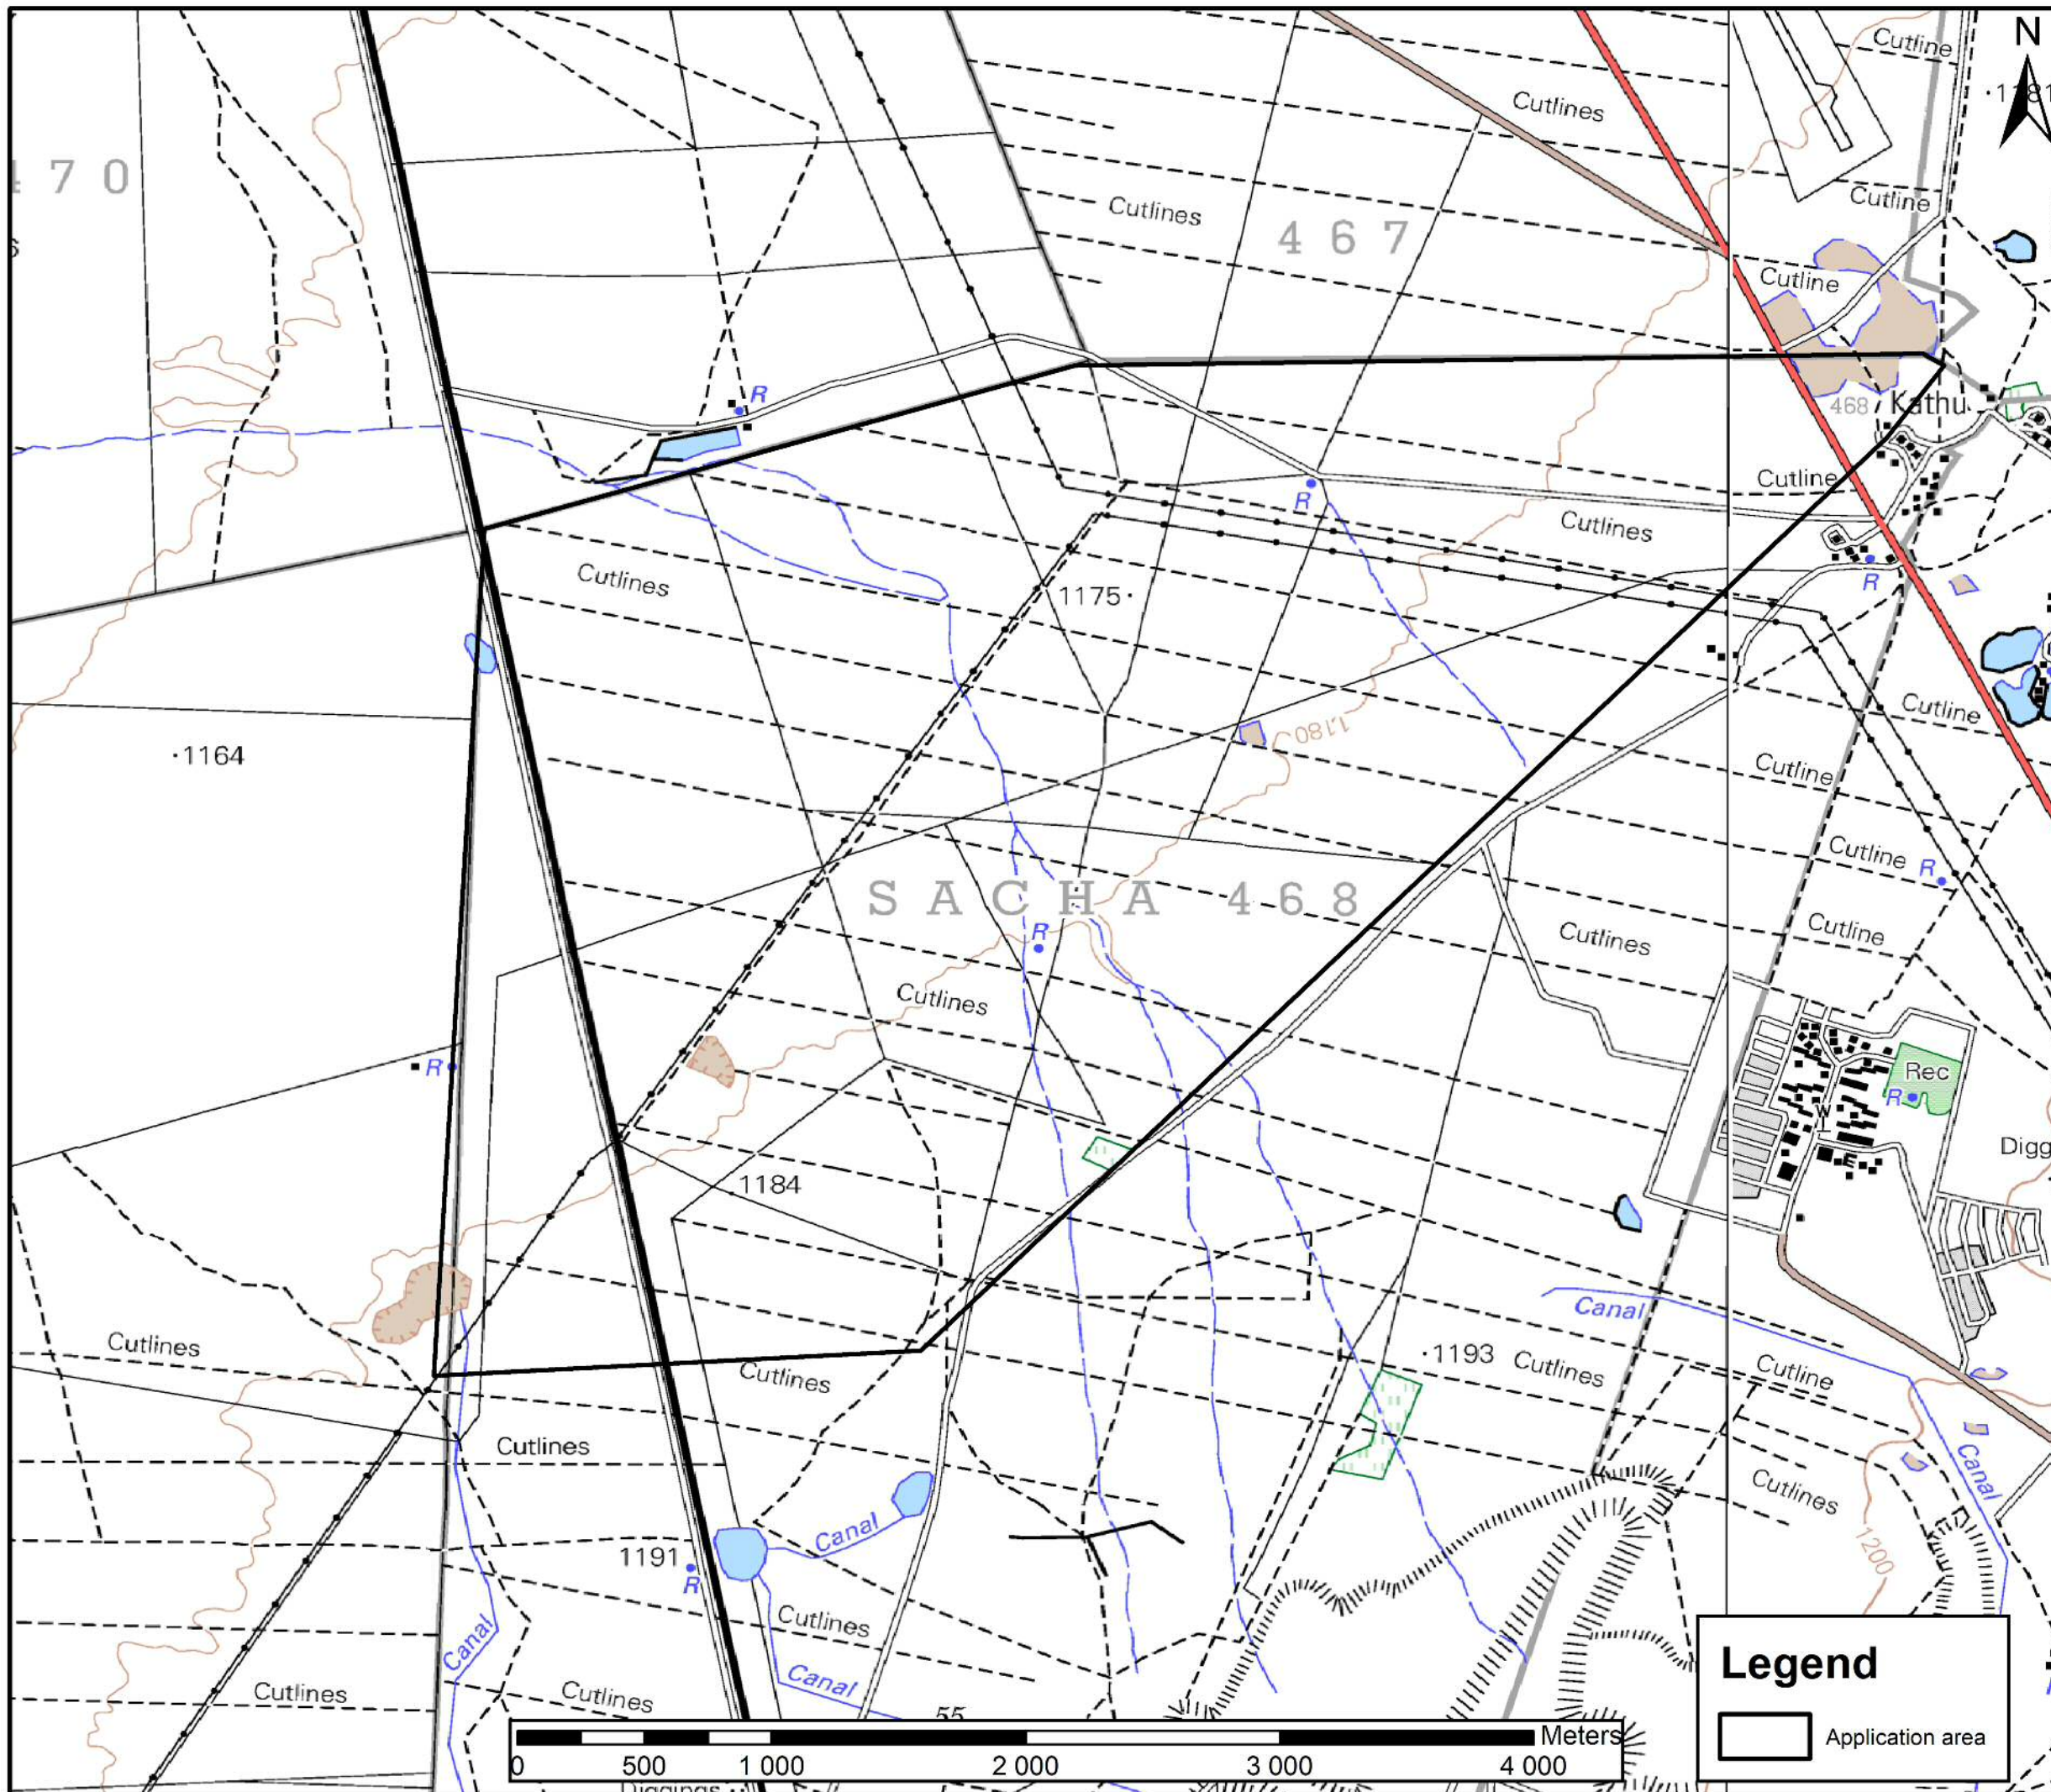 N
Cutline
Cutlines
·1181
4 7 0
Cutline
Cutlines
4 6 7
Cutline
R
468 Kathu
Cutline
R
Cutlines
Cutlines
1175·
R
Cutline
1180
·1164
Cutline
Cutline R
S A C H A 4 6 8
R
Cutline
Cutlines
Cutlines
R
Rec
R
W
Digg
E
1184
Canal
Cutlines
·1193 Cutlines
Cutline
Cutlines
Cutlines
Canal
Cutlines
Canal
1200
1191
R
Cutlines
Canal
Canal
Cutlines
Cutlines
55
Legend
Application area
Meters
0 500 1 000 2 000 3 000 4 000
Diggings